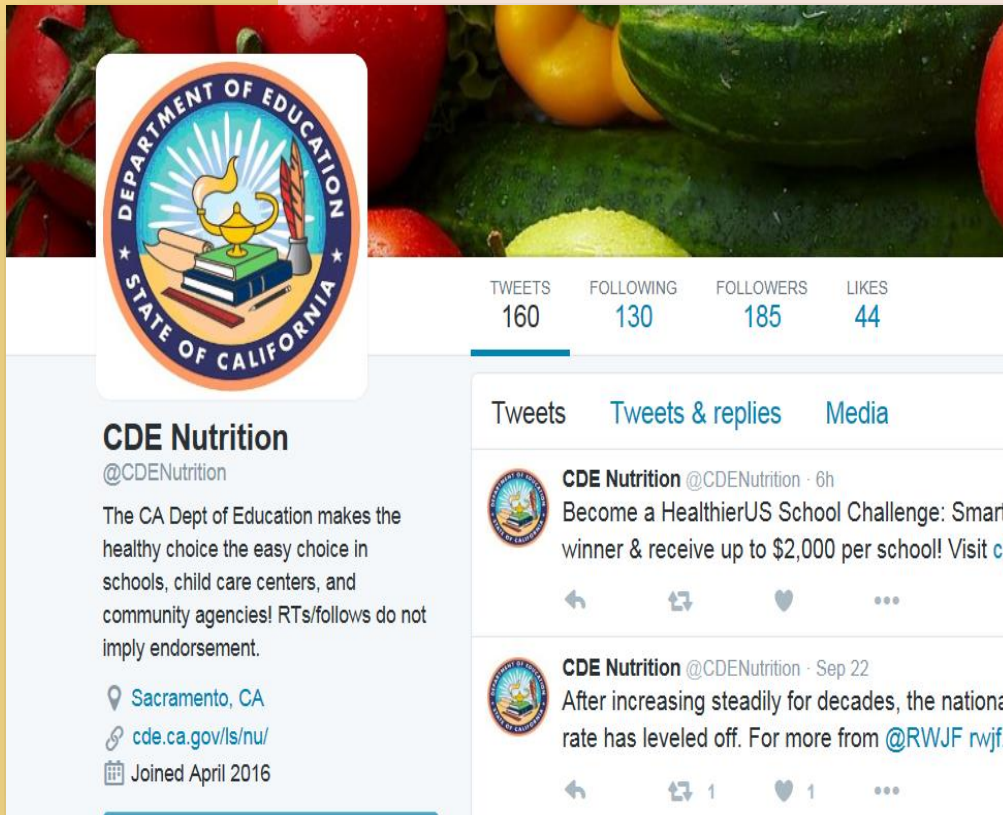 DEPARTMENT OF EDUCATION
STATE OF CALIFORNIA
TWEETS FOLLOWING FOLLOWERS LIKES
160 130 185 44
CDE Nutrition
@CDENutrition
The CA Dept of Education makes the
healthy choice the easy choice in
schools, child care centers, and
community agencies! RTs/follows do not
imply endorsement.
Sacramento, CA
cde.ca.gov/ls/nu/
Joined April 2016
Tweets Tweets & replies Media
CDE Nutrition @CDENutrition · 6h
Become a HealthierUS School Challenge: Smart
winner & receive up to $2,000 per school! Visit c
CDE Nutrition @CDENutrition · Sep 22
After increasing steadily for decades, the nationa
rate has leveled off. For more from @RWJF rwjf.
1 1